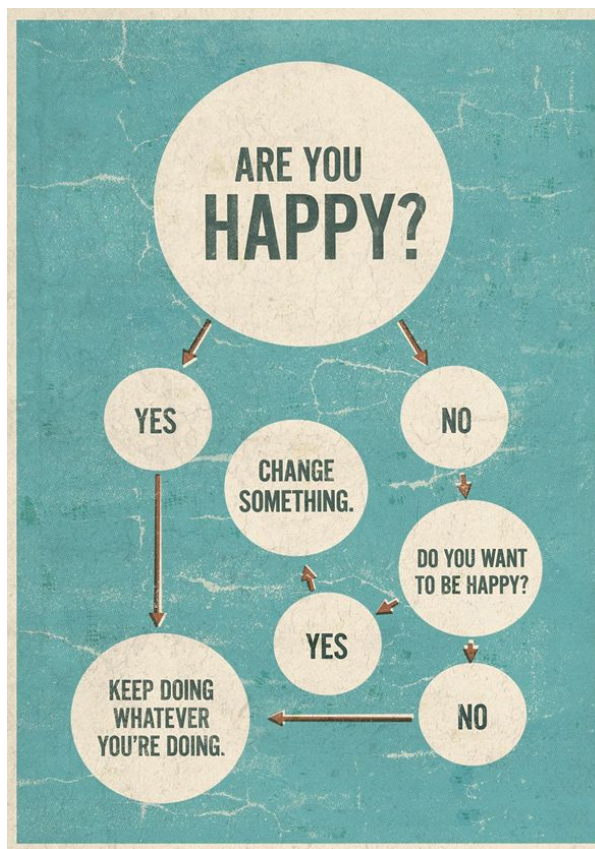 ARE YOU
HAPPY?
YES
NO
CHANGE
SOMETHING.
DO YOU WANT
TO BE HAPPY?
YES
KEEP DOING
WHATEVER
YOU'RE DOING.
NO